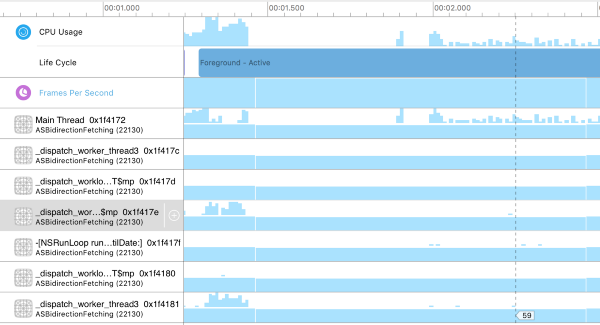 00:01.000
00:01.500
00:02.000
CPU Usage
Life Cycle
Foreground - Active
Frames Per Second
Main Thread 0x1f4172
ASBidirectionFetching (22130)
_dispatch_worker_thread3 0x1f417c
ASBidirectionFetching (22130)
_dispatch_worklo...T$mp 0x1f417d
ASBidirectionFetching (22130)
_dispatch_wor...$mp 0x1f417e
ASBidirectionFetching (22130)
-[NSRunLoop run...tilDate:] 0x1f417f
ASBidirectionFetching (22130)
_dispatch_worklo...T$mp 0x1f4180
ASBidirectionFetching (22130)
_dispatch_worker_thread3 0x1f4181
ASBidirectionFetching (22130)
59